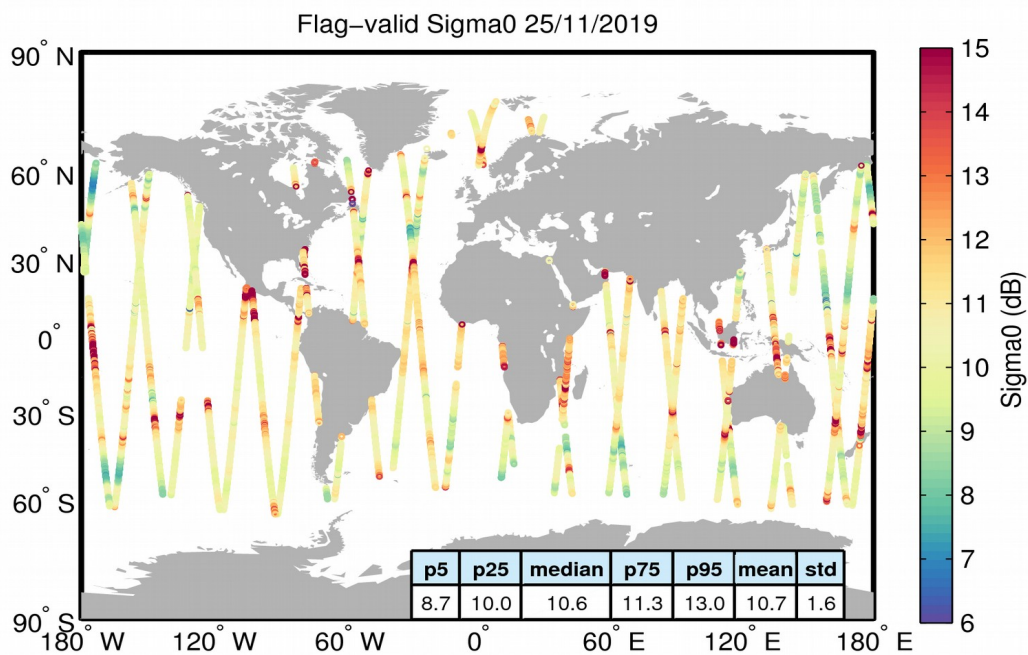 Flag−valid Sigma0 25/11/2019
90° N
60° N
30° N
0°
30° S
60° S
90° S
180° W
120° W
60° W
0°
60° E
120° E
180° E
15
14
13
12
11
10
9
8
7
6
Sigma0 (dB)
p5 p25 median p75 p95 mean std
8.7 10.0 10.6 11.3 13.0 10.7 1.6